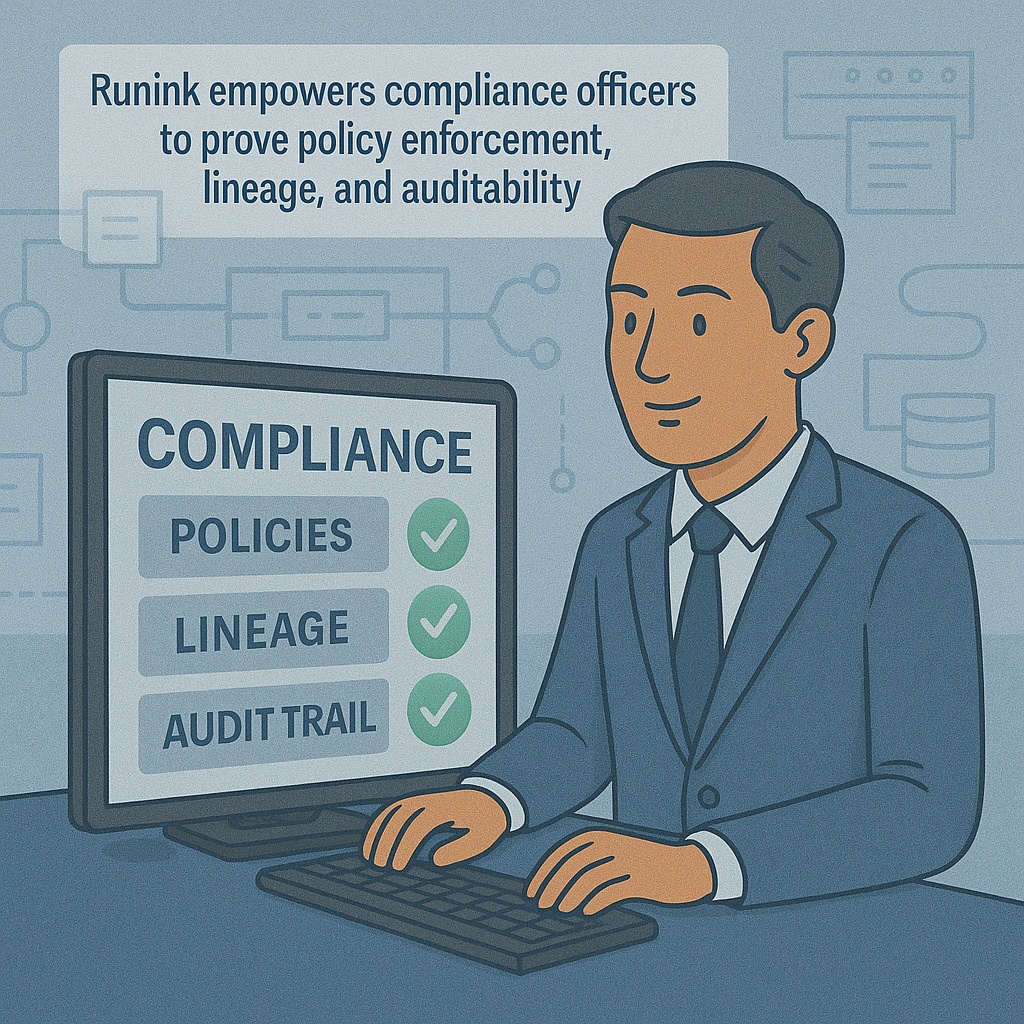 Runink empowers compliance officers
to prove policy enforcement,
lineage, and auditability
COMPLIANCE
POLICIES
LINEAGE
AUDIT TRAIL